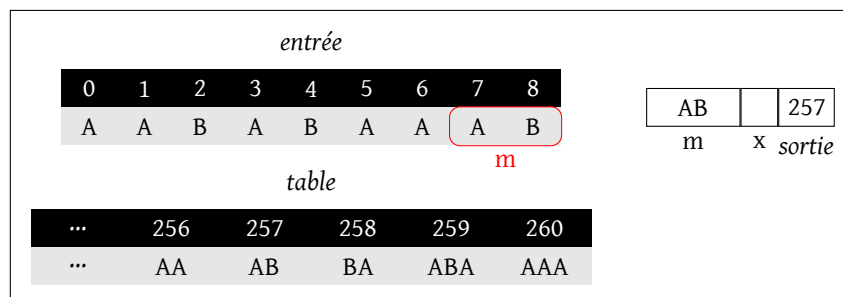 entrée
0 1 2 3 4 5 6 7 8
A A B A B A A A B
m
AB 257
m x sortie
table
... 256 257 258 259 260
... AA AB BA ABA AAA